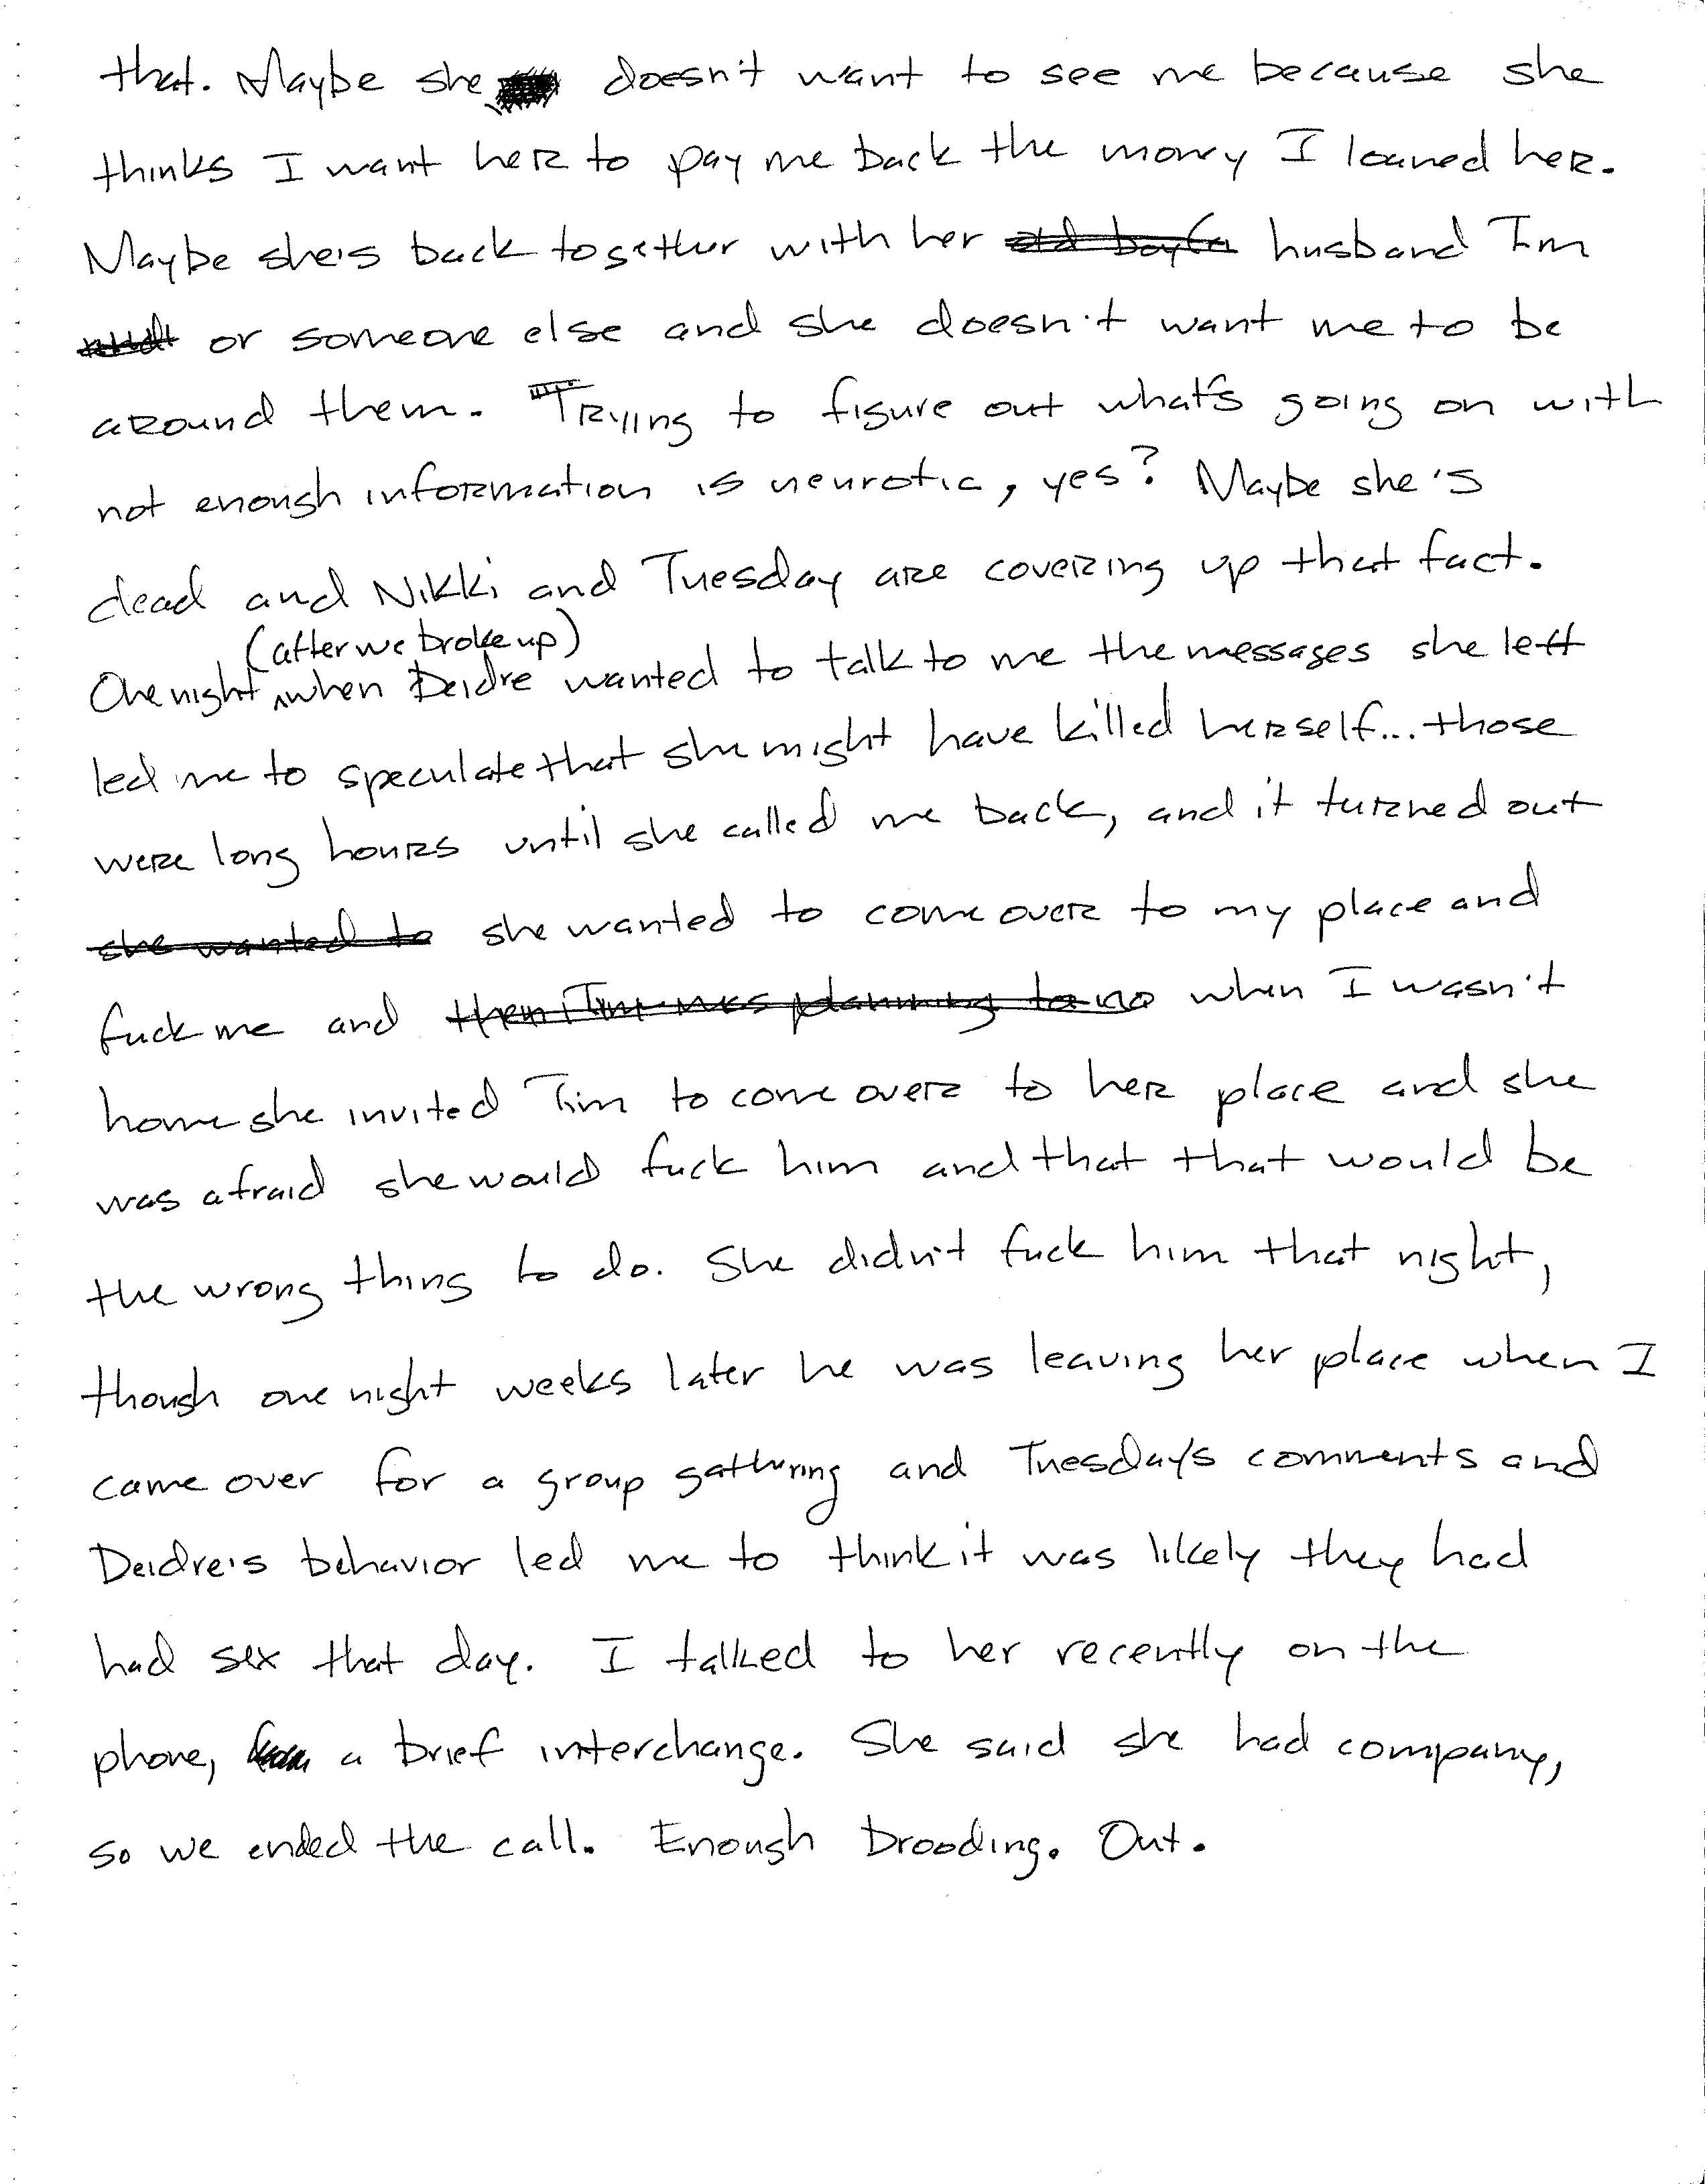 that. Maybe she doesn't want to see me because she
thinks I want her to pay me back the money I loaned her.
Maybe she's back together with her husband Tim
or someone else and she doesn't want me to be
around them. Trying to figure out what's going on with
not enough information is neurotic, yes? Maybe she's
dead and Nikki and Tuesday are covering up that fact.
(after we broke up)
One night when Deidre wanted to talk to me the messages she left
led me to speculate that she might have killed herself... those
were long hours until she called me back, and it turned out
she wanted to she wanted to come over to my place and
fuck me and when I wasn't
home she invited Tim to come over to her place and she
was afraid she would fuck him and that that would be
the wrong thing to do. She didn't fuck him that night,
though one night weeks later he was leaving her place when I
came over for a group gathering and Tuesday's comments and
Deidre's behavior led me to think it was likely they had
had sex that day. I talked to her recently on the
phone, a brief interchange. She said she had company,
so we ended the call. Enough brooding. Out.